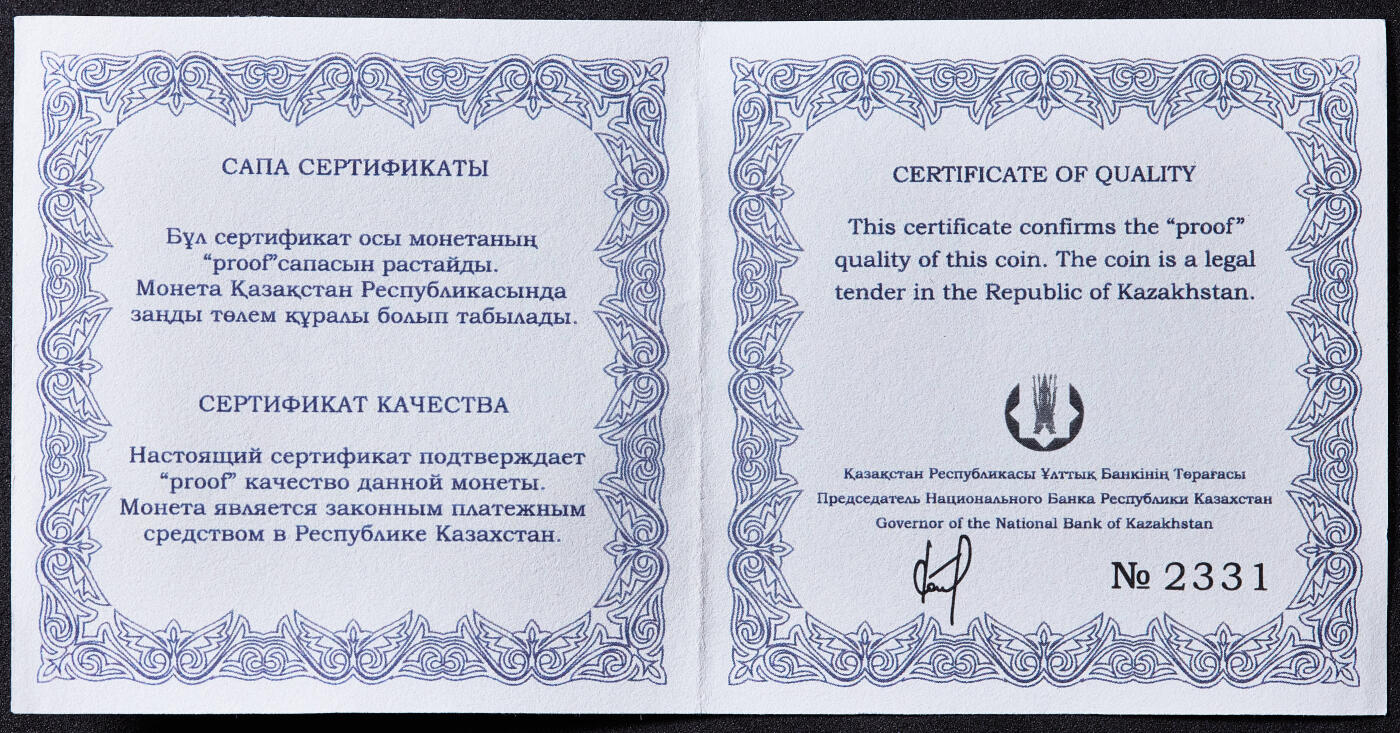 САПА СЕРТИФИКАТЫ
Бұл сертификат осы монетаның
“proof”сапасын растайды.
Монета Қазақстан Республикасында
заңды төлем құралы болып табылады.
СЕРТИФИКАТ КАЧЕСТВА
Настоящий сертификат подтверждает
“proof” качество данной монеты.
Монета является законным платежным
средством в Республике Казахстан.
CERTIFICATE OF QUALITY
This certificate confirms the “proof”
quality of this coin. The coin is a legal
tender in the Republic of Kazakhstan.
Қазақстан Республикасы Ұлттық Банкінің Төрағасы
Председатель Национального Банка Республики Казахстан
Governor of the National Bank of Kazakhstan
№ 2331